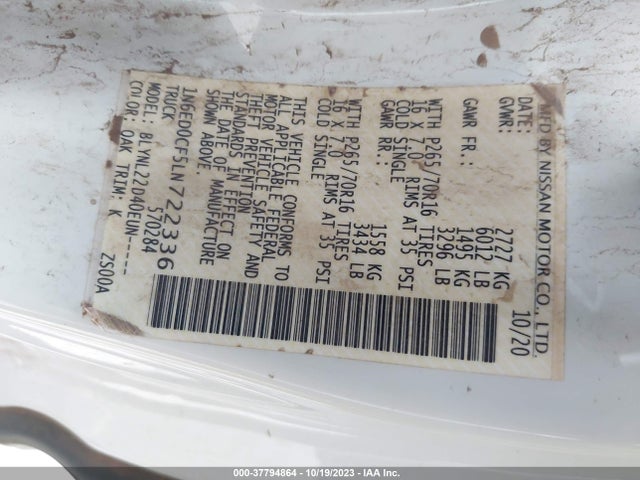 MFD BY NISSAN MOTOR CO., LTD.
DATE: 10/20
GVWR: 2727 KG
6012 LB
GAWR FR: 1495 KG
3296 LB
WITH P265/70R16 TIRES
16 X 7.0 RIMS AT 35 PSI
COLD SINGLE
GAWR RR: 1558 KG
3434 LB
WITH P265/70R16 TIRES
16 X 7.0 RIMS AT 35 PSI
COLD SINGLE
THIS VEHICLE CONFORMS TO
ALL APPLICABLE FEDERAL
MOTOR VEHICLE SAFETY AND
THEFT PREVENTION
STANDARDS IN EFFECT ON
THE DATE OF MANUFACTURE
SHOWN ABOVE.
1N6ED0CF5LN722336
TRUCK
570284
MODEL: BLYNL22D40EUN-----
COLOR: QAK TRIM: K
ZS00A
000-37794864 | 10/19/2023 | IAA Inc.